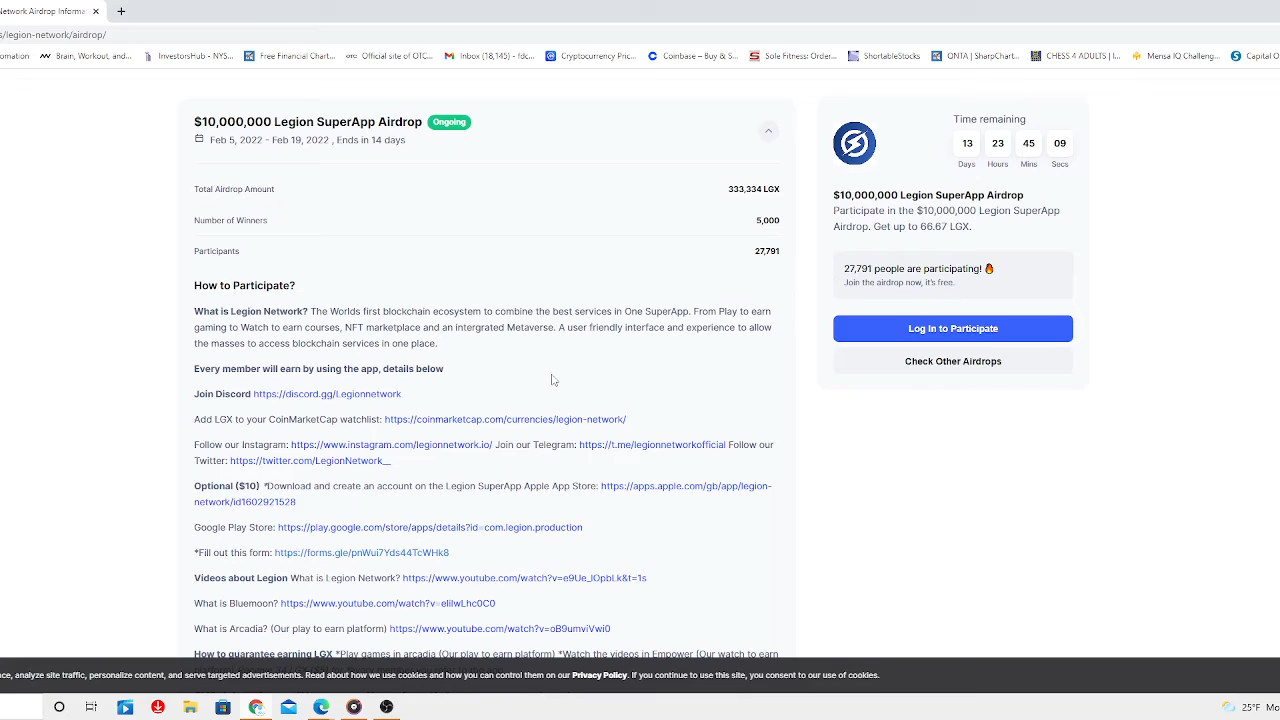 Network Airdrop Informa
s/legion-network/airdrop/
omation
Brain, Workout, and...
InvestorsHub - NYS...
Free Financial Chart...
Official site of OTC...
Inbox (18,145) - fdc...
Cryptocurrency Pric...
Coinbase – Buy & S...
Sole Fitness: Order...
ShortableStocks
QNTA | SharpChart...
CHESS 4 ADULTS | I...
Mensa IQ Challeng...
Capital O
$10,000,000 Legion SuperApp Airdrop Ongoing
Feb 5, 2022 - Feb 19, 2022 , Ends in 14 days
Total Airdrop Amount 333,334 LGX
Number of Winners 5,000
Participants 27,791
How to Participate?
What is Legion Network? The Worlds first blockchain ecosystem to combine the best services in One SuperApp. From Play to earn
gaming to Watch to earn courses, NFT marketplace and an intergrated Metaverse. A user friendly interface and experience to allow
the masses to access blockchain services in one place.
Every member will earn by using the app, details below
Join Discord https://discord.gg/Legionnetwork
Add LGX to your CoinMarketCap watchlist: https://coinmarketcap.com/currencies/legion-network/
Follow our Instagram: https://www.instagram.com/legionnetwork.io/ Join our Telegram: https://t.me/legionnetworkofficial Follow our
Twitter: https://twitter.com/LegionNetwork__
Optional ($10) *Download and create an account on the Legion SuperApp Apple App Store: https://apps.apple.com/gb/app/legion-
network/id1602921528
Google Play Store: https://play.google.com/store/apps/details?id=com.legion.production
*Fill out this form: https://forms.gle/pnWui7Yds44TcWHk8
Videos about Legion What is Legion Network? https://www.youtube.com/watch?v=e9Ue_lOpbLk&t=1s
What is Bluemoon? https://www.youtube.com/watch?v=eIilwLhc0C0
What is Arcadia? (Our play to earn platform) https://www.youtube.com/watch?v=oB9umviVwi0
How to guarantee earning LGX *Play games in arcadia (Our play to earn platform) *Watch the videos in Empower (Our watch to earn
Time remaining
13 23 45 09
Days Hours Mins Secs
$10,000,000 Legion SuperApp Airdrop
Participate in the $10,000,000 Legion SuperApp
Airdrop. Get up to 66.67 LGX.
27,791 people are participating!
Join the airdrop now, it's free.
Log In to Participate
Check Other Airdrops
ce, analyze site traffic, personalize content, and serve targeted advertisements. Read about how we use cookies and how you can control them on our Privacy Policy. If you continue to use this site, you consent to our use of cookies.
25°F Mo